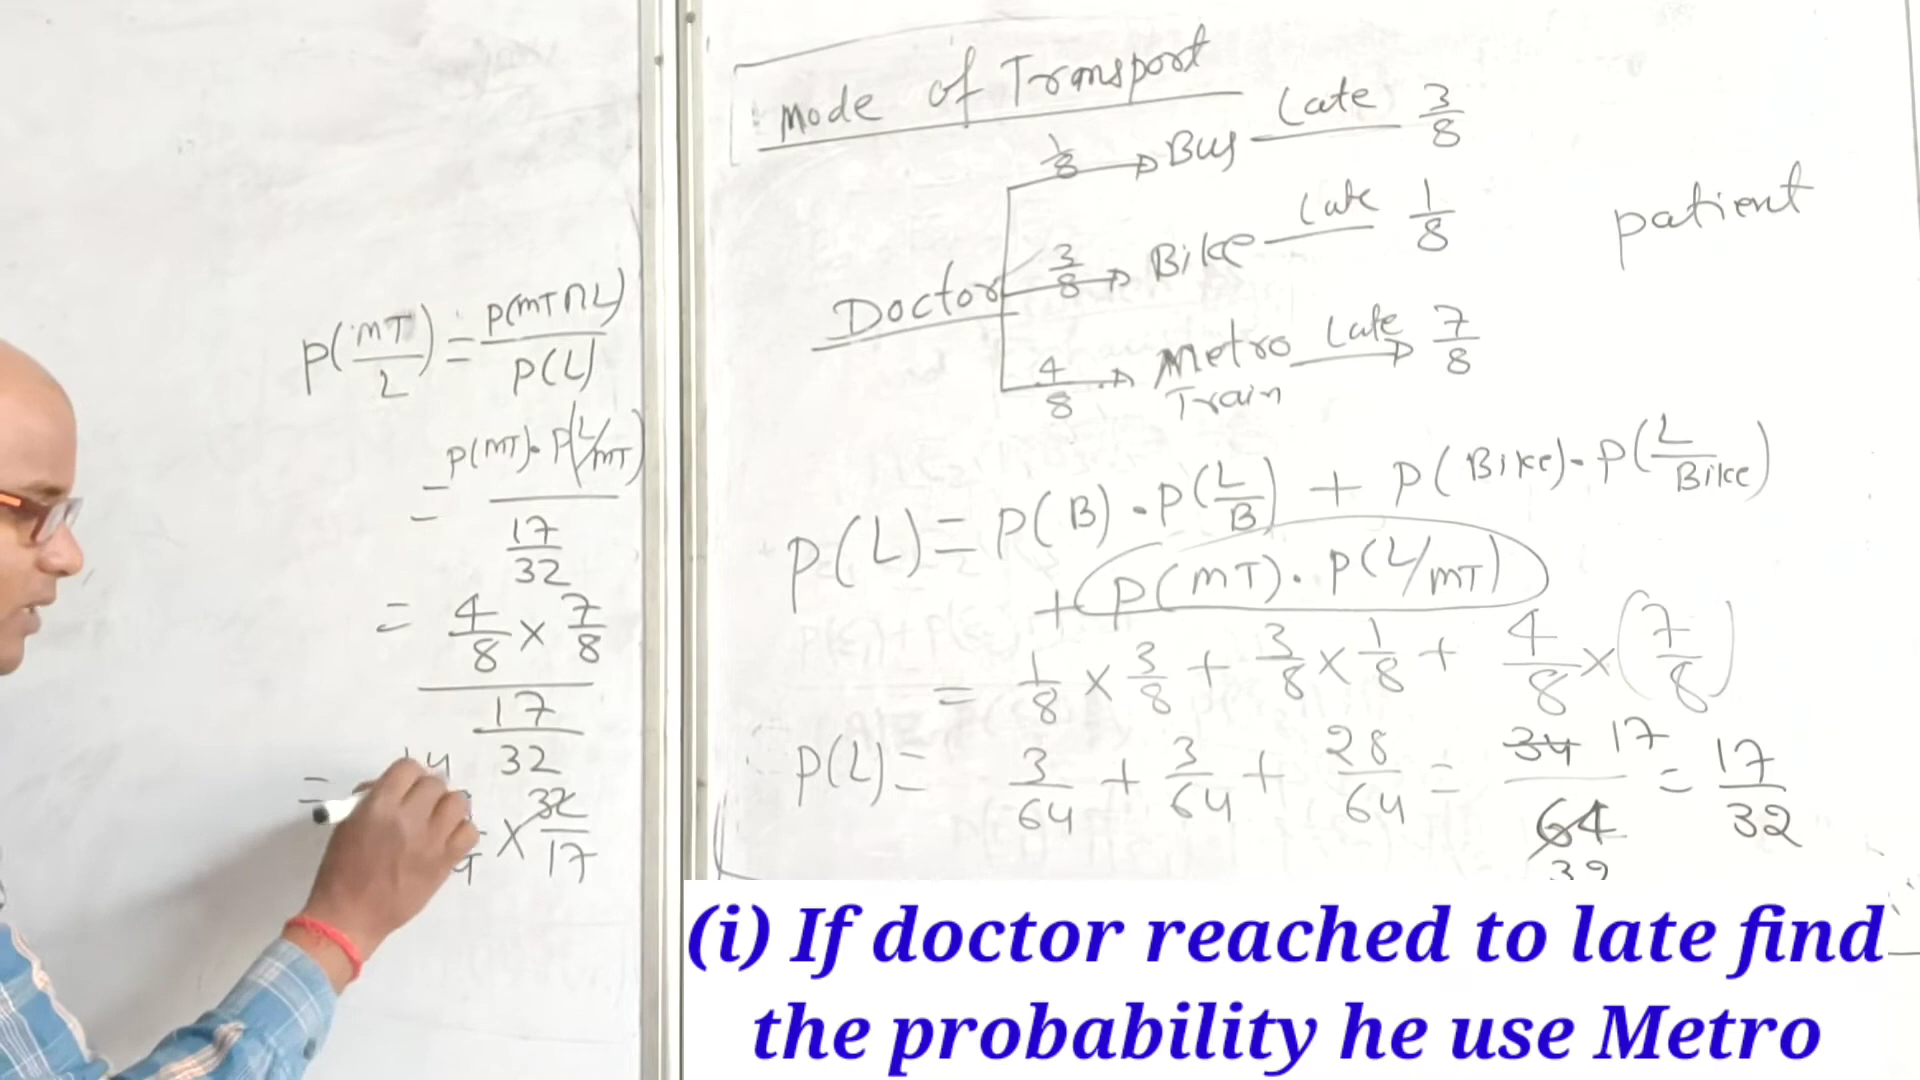 Mode of Transport
1/8 → Bus Late 3/8
3/8 → Bike Late 1/8
patient
Doctor
4/8 → Metro Train Late 7/8
P(L) = P(B) · P(L/B) + P(Bike) · P(L/Bike)
+ P(MT) · P(L/MT)
= 1/8 × 3/8 + 3/8 × 1/8 + 4/8 × (7/8)
P(L) = 3/64 + 3/64 + 28/64 = 34 17/64 32 = 17/32
P(MT/L) = P(MT∩L)/P(L)
= P(MT) · P(L/MT)
17/32
= 4/8 × 7/8
17/32
=
× 32/17
(i) If doctor reached to late find
the probability he use Metro